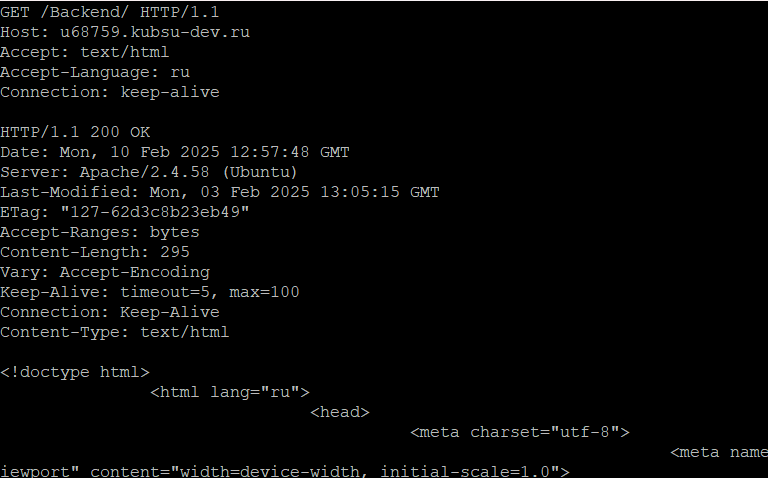 GET /Backend/ HTTP/1.1
Host: u68759.kubsu-dev.ru
Accept: text/html
Accept-Language: ru
Connection: keep-alive
HTTP/1.1 200 OK
Date: Mon, 10 Feb 2025 12:57:48 GMT
Server: Apache/2.4.58 (Ubuntu)
Last-Modified: Mon, 03 Feb 2025 13:05:15 GMT
ETag: "127-62d3c8b23eb49"
Accept-Ranges: bytes
Content-Length: 295
Vary: Accept-Encoding
Keep-Alive: timeout=5, max=100
Connection: Keep-Alive
Content-Type: text/html
<!doctype html>
<html lang="ru">
<head>
<meta charset="utf-8">
<meta name
iewport" content="width=device-width, initial-scale=1.0">